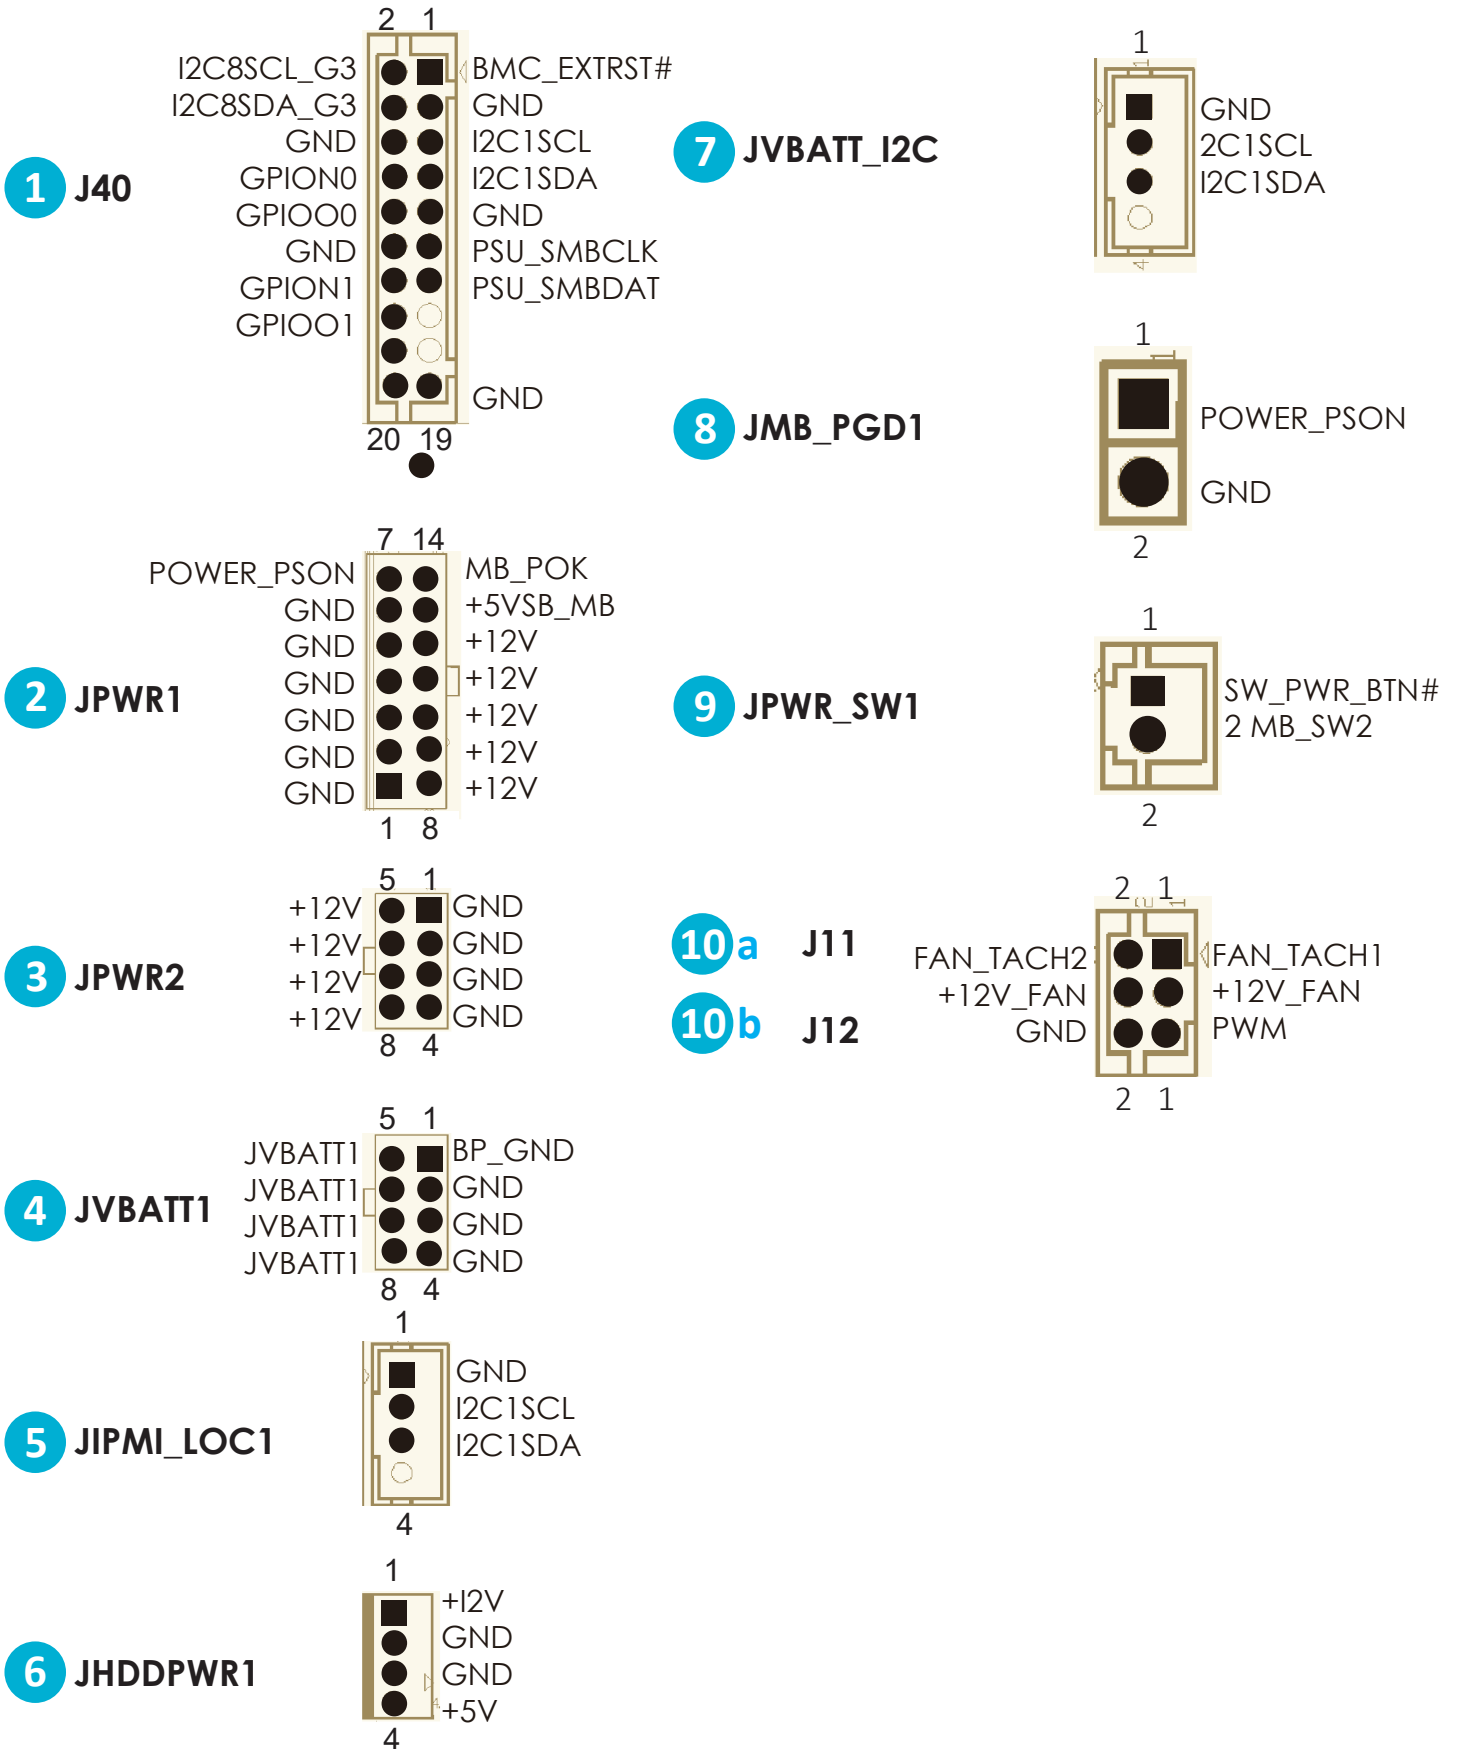 2 1
I2C8SCL_G3 BMC_EXTRST#
I2C8SDA_G3 GND
GND I2C1SCL
1 J40
GPION0 I2C1SDA
GPIOO0 GND
GND PSU_SMBCLK
GPION1 PSU_SMBDAT
GPIOO1
GND
20 19
7 14
POWER_PSON MB_POK
GND +5VSB_MB
GND +12V
2 JPWR1
GND +12V
GND +12V
GND +12V
GND +12V
1 8
5 1
+12V GND
+12V GND
3 JPWR2
+12V GND
+12V GND
8 4
5 1
JVBATT1 BP_GND
JVBATT1 GND
4 JVBATT1
JVBATT1 GND
JVBATT1 GND
8 4
1
GND
I2C1SCL
5 JIPMI_LOC1
I2C1SDA
4
1
+I2V
GND
6 JHDDPWR1
GND
+5V
4
1
1
GND
7 JVBATT_I2C
2C1SCL
I2C1SDA
4
1
1
8 JMB_PGD1
POWER_PSON
GND
2
1
9 JPWR_SW1
SW_PWR_BTN#
2 MB_SW2
2
2 1
2 1
10a J11
FAN_TACH2 FAN_TACH1
+12V_FAN +12V_FAN
10b J12
GND PWM
2 1